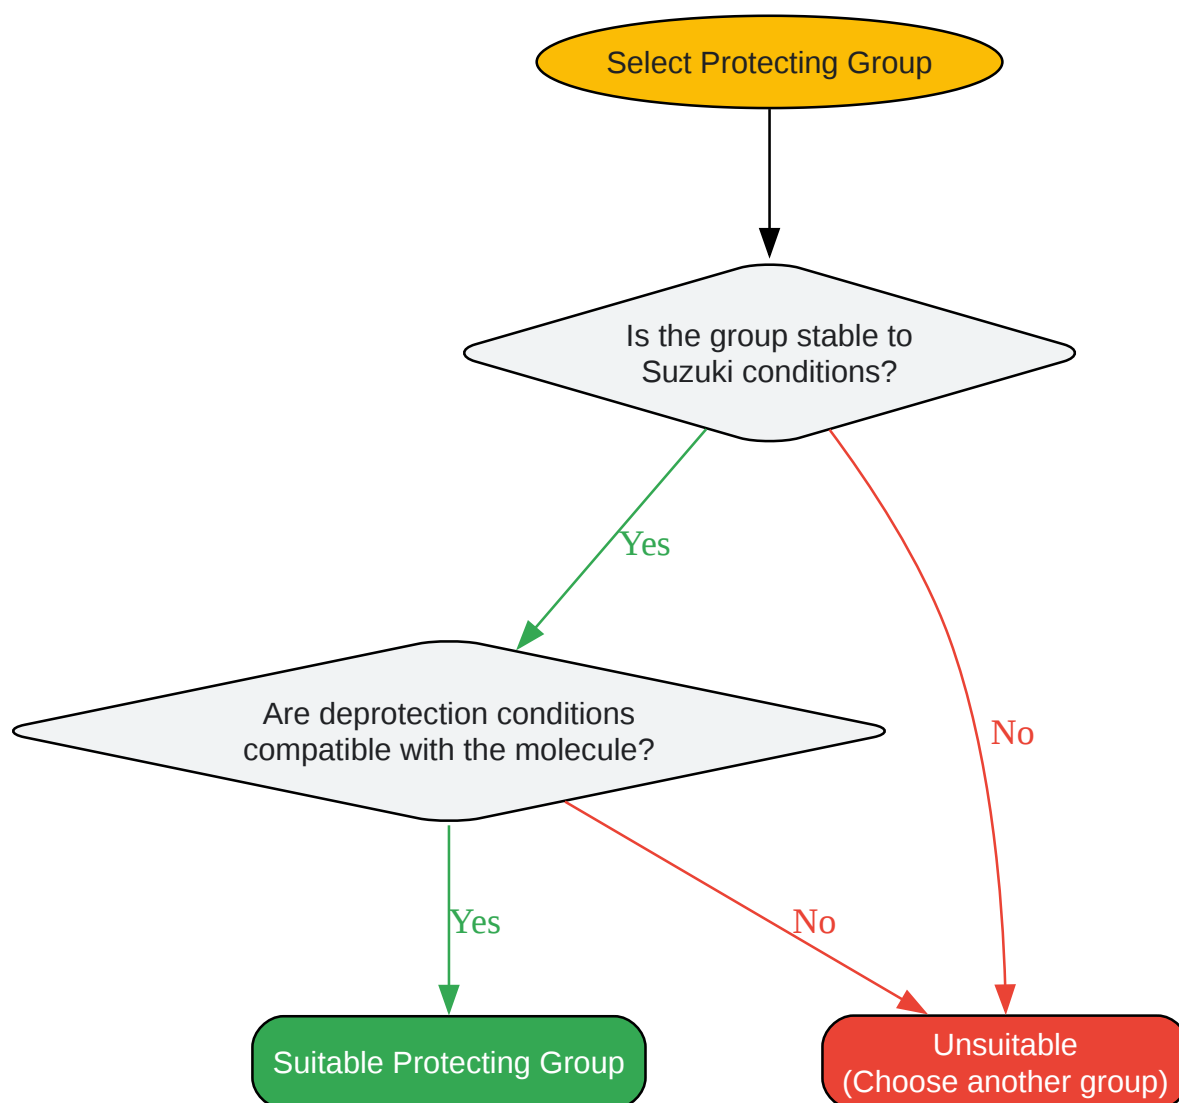 Select Protecting Group
Is the group stable to
Suzuki conditions?
Yes
No
Are deprotection conditions
compatible with the molecule?
Yes
No
Suitable Protecting Group
Unsuitable
(Choose another group)